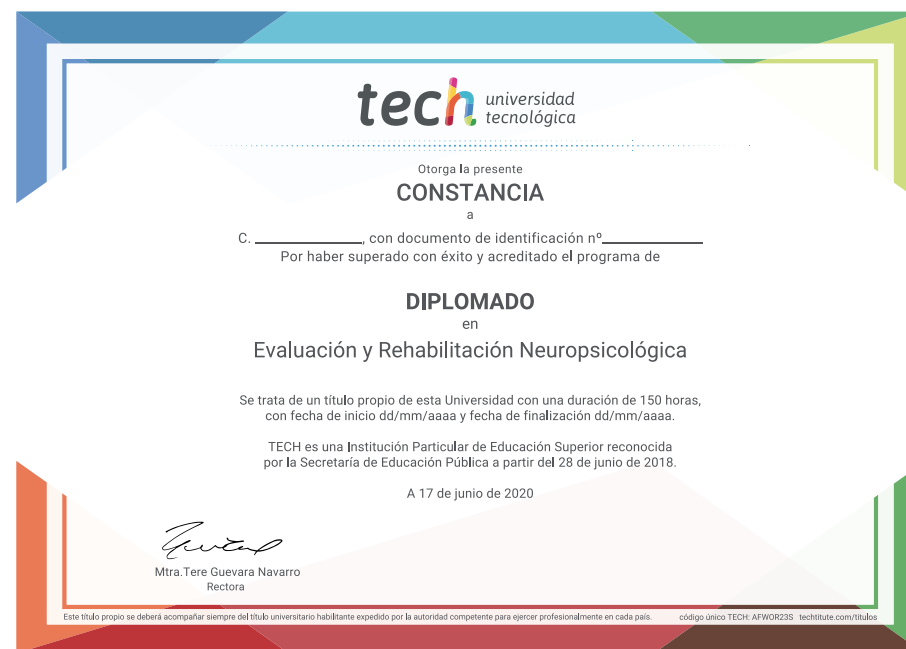 tech universidad
tecnológica
Otorga la presente
CONSTANCIA
a
C. ______________, con documento de identificación nº_____________
Por haber superado con éxito y acreditado el programa de
DIPLOMADO
en
Evaluación y Rehabilitación Neuropsicológica
Se trata de un título propio de esta Universidad con una duración de 150 horas,
con fecha de inicio dd/mm/aaaa y fecha de finalización dd/mm/aaaa.
TECH es una Institución Particular de Educación Superior reconocida
por la Secretaría de Educación Pública a partir del 28 de junio de 2018.
A 17 de junio de 2020
Mtra.Tere Guevara Navarro
Rectora
Este título propio se deberá acompañar siempre del título universitario habilitante expedido por la autoridad competente para ejercer profesionalmente en cada país. código único TECH: AFWOR23S techtitute.com/titulos